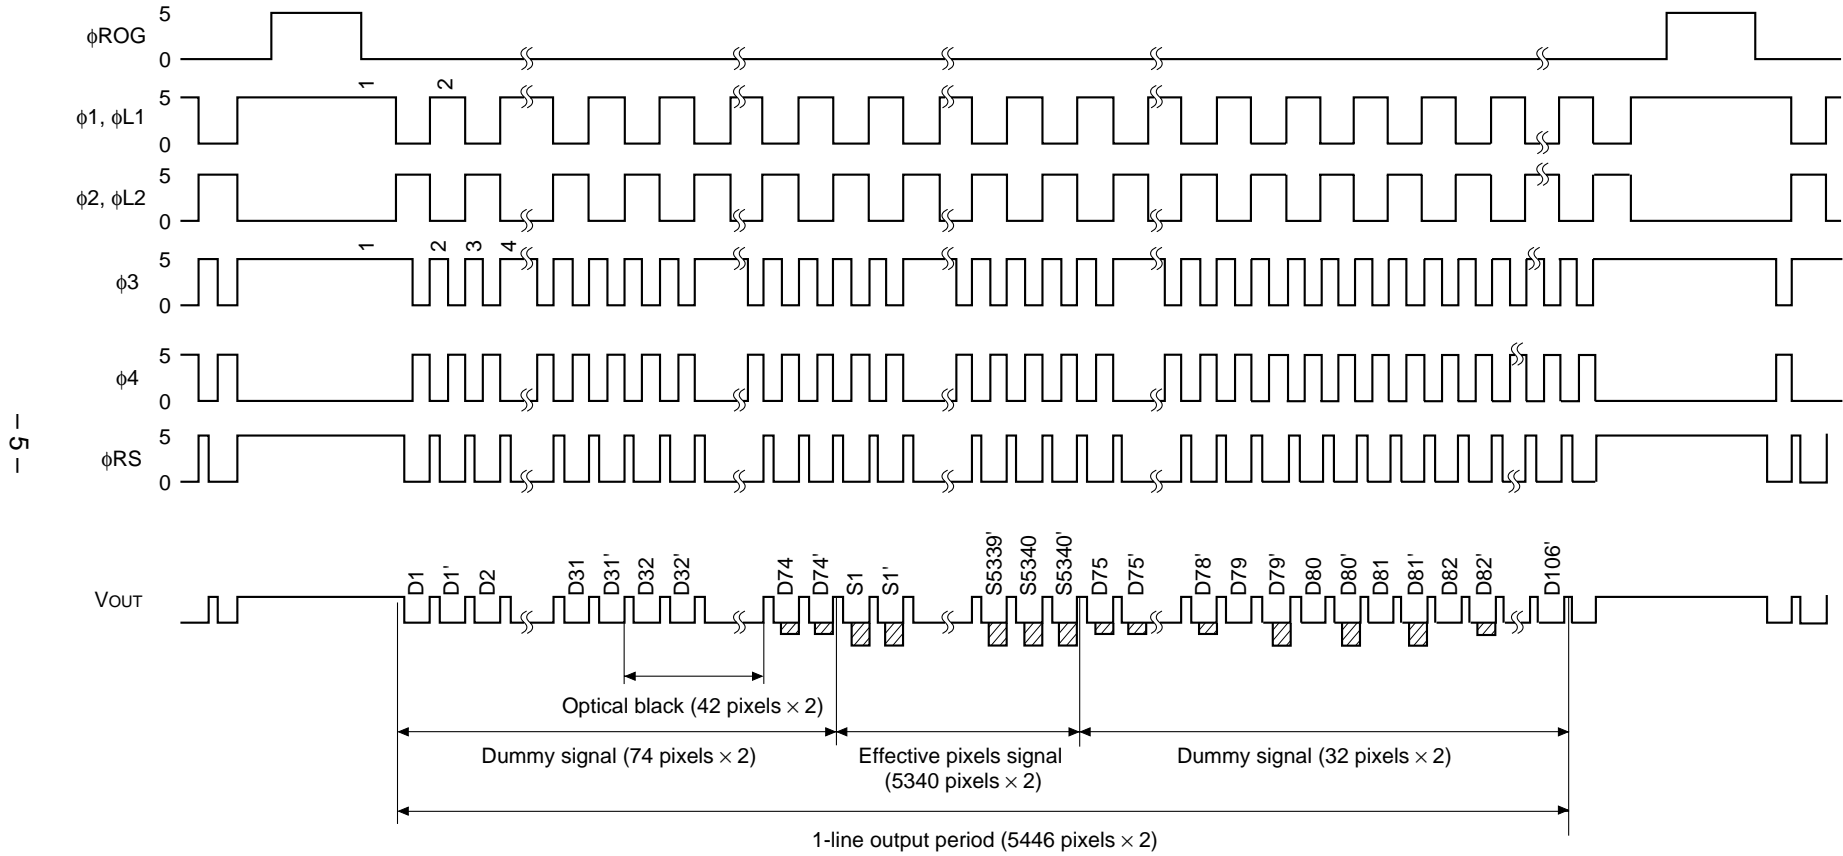 5
φROG
0
1
2
5
φ1, φL1
0
5
φ2, φL2
0
1
2
3
4
5
φ3
0
5
φ4
0
5
φRS
0
– 5 –
D1
D1'
D2
D31
D31'
D32
D32'
D74
D74'
S1
S1'
S5339'
S5340
S5340'
D75
D75'
D78'
D79
D79'
D80
D80'
D81
D81'
D82
D82'
D106'
VOUT
Optical black (42 pixels × 2)
Dummy signal (74 pixels × 2)
Effective pixels signal
(5340 pixels × 2)
Dummy signal (32 pixels × 2)
1-line output period (5446 pixels × 2)